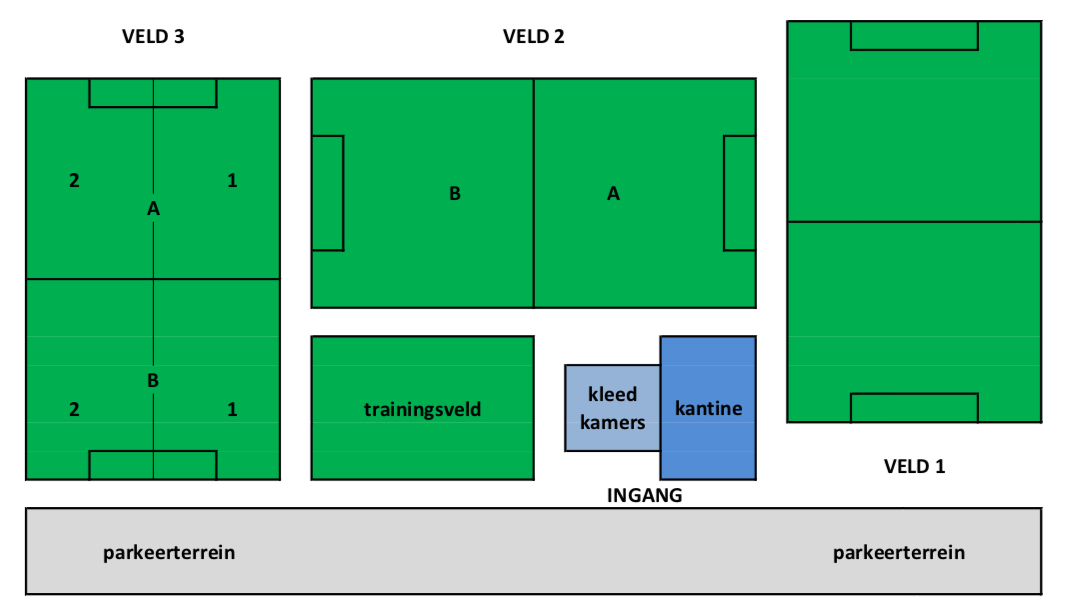 VELD 3
VELD 2
2
1
A
B
A
B
2
1
trainingsveld
kleed
kamers
kantine
VELD 1
INGANG
parkeerterrein
parkeerterrein